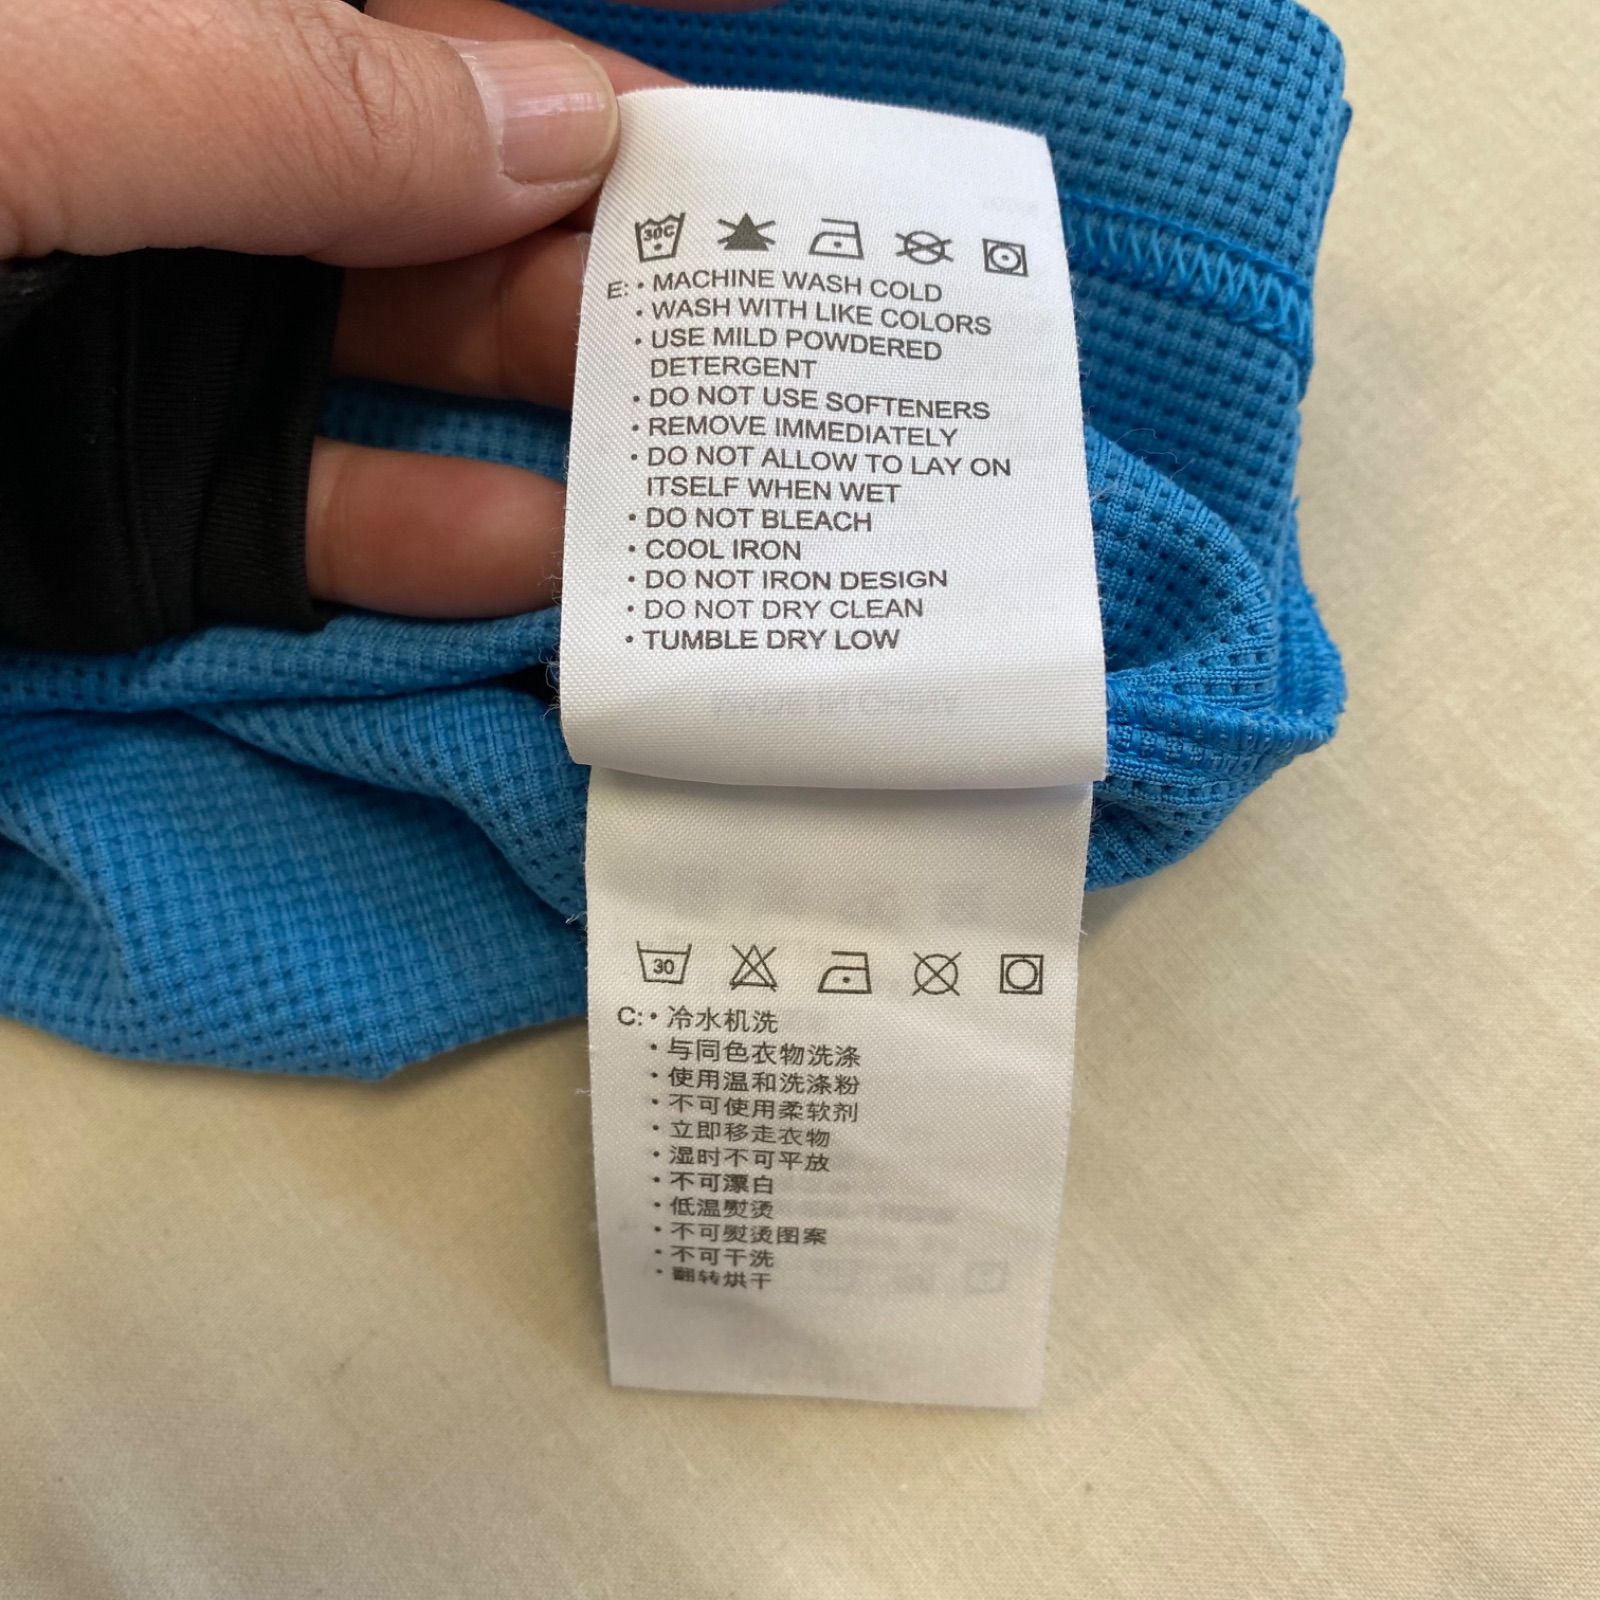 30C
E: • MACHINE WASH COLD
• WASH WITH LIKE COLORS
• USE MILD POWDERED
DETERGENT
• DO NOT USE SOFTENERS
• REMOVE IMMEDIATELY
• DO NOT ALLOW TO LAY ON
ITSELF WHEN WET
• DO NOT BLEACH
• COOL IRON
• DO NOT IRON DESIGN
• DO NOT DRY CLEAN
• TUMBLE DRY LOW
30
C: • 冷水机洗
• 与同色衣物洗涤
• 使用温和洗涤粉
• 不可使用柔软剂
• 立即移走衣物
• 湿时不可平放
• 不可漂白
• 低温熨烫
• 不可熨烫图案
• 不可干洗
• 翻转烘干